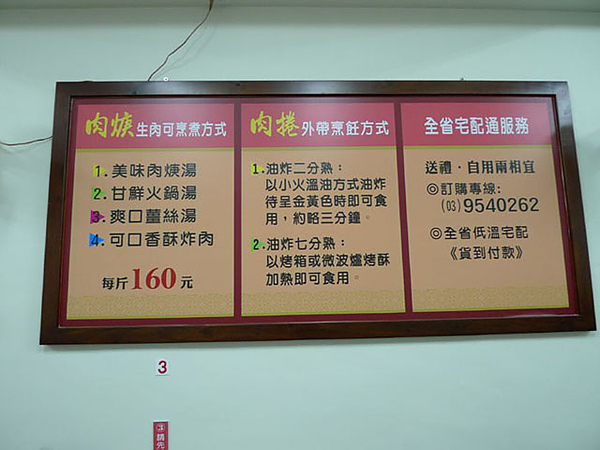 肉焿生肉可烹煮方式
1.美味肉焿湯
2.甘鮮火鍋湯
3.爽口薑絲湯
4.可口香酥炸肉
每斤160元
肉捲外帶烹飪方式
1.油炸二分熟：
以小火溫油方式油炸
待呈金黃色時即可食
用，約略三分鐘。
2.油炸七分熟：
以烤箱或微波爐烤酥
加熱即可食用。
全省宅配通服務
送禮．自用兩相宜
◎訂購專線：
(03)9540262
◎全省低溫宅配
《貨到付款》
3
③請先